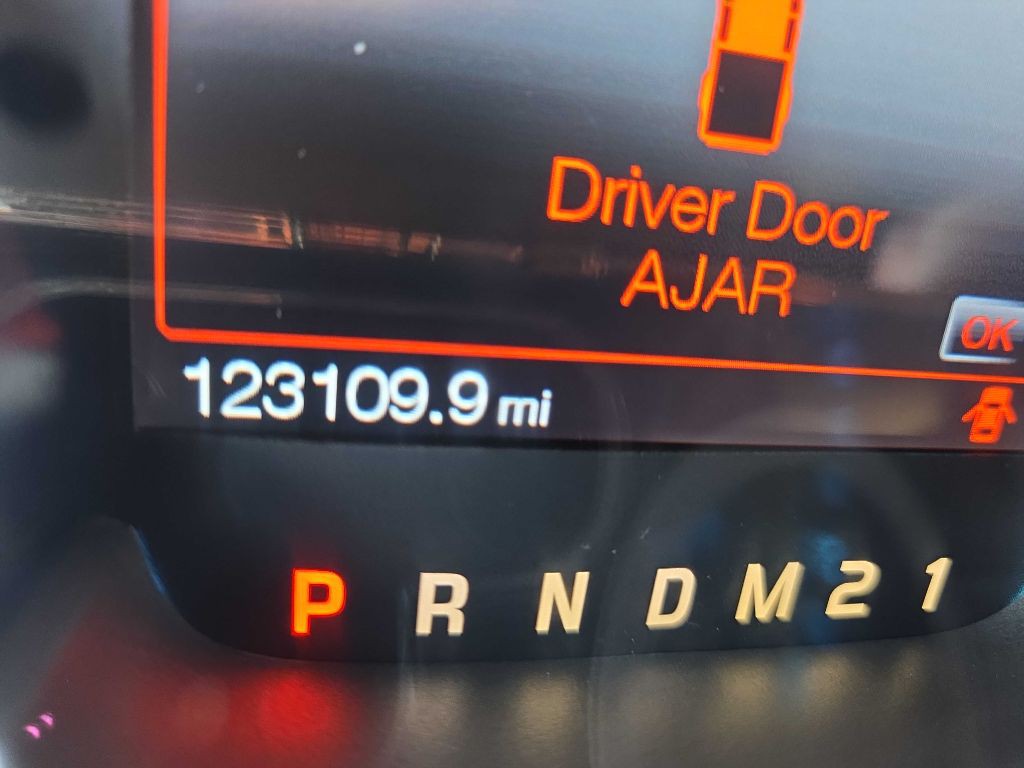 Driver Door
AJAR
OK
123109.9 mi
P R N D M 2 1